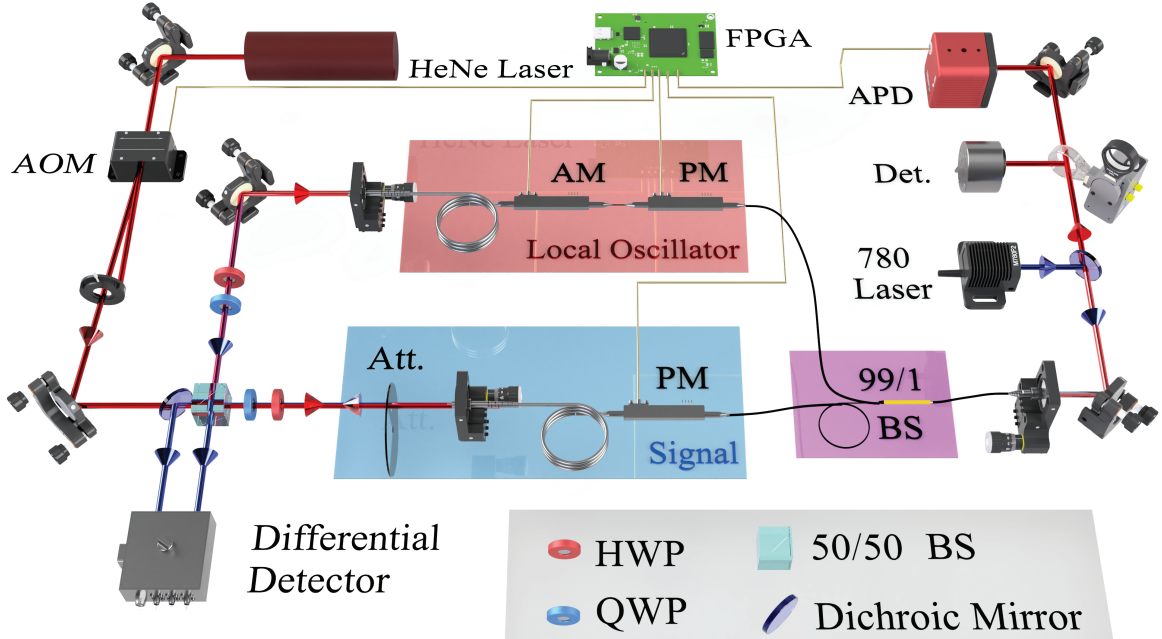 HeNe Laser
FPGA
APD
AOM
AM
PM
Det.
Local Oscillator
780
Laser
Att.
PM
99/1
BS
Signal
Differential
Detector
HWP
50/50 BS
QWP
Dichroic Mirror